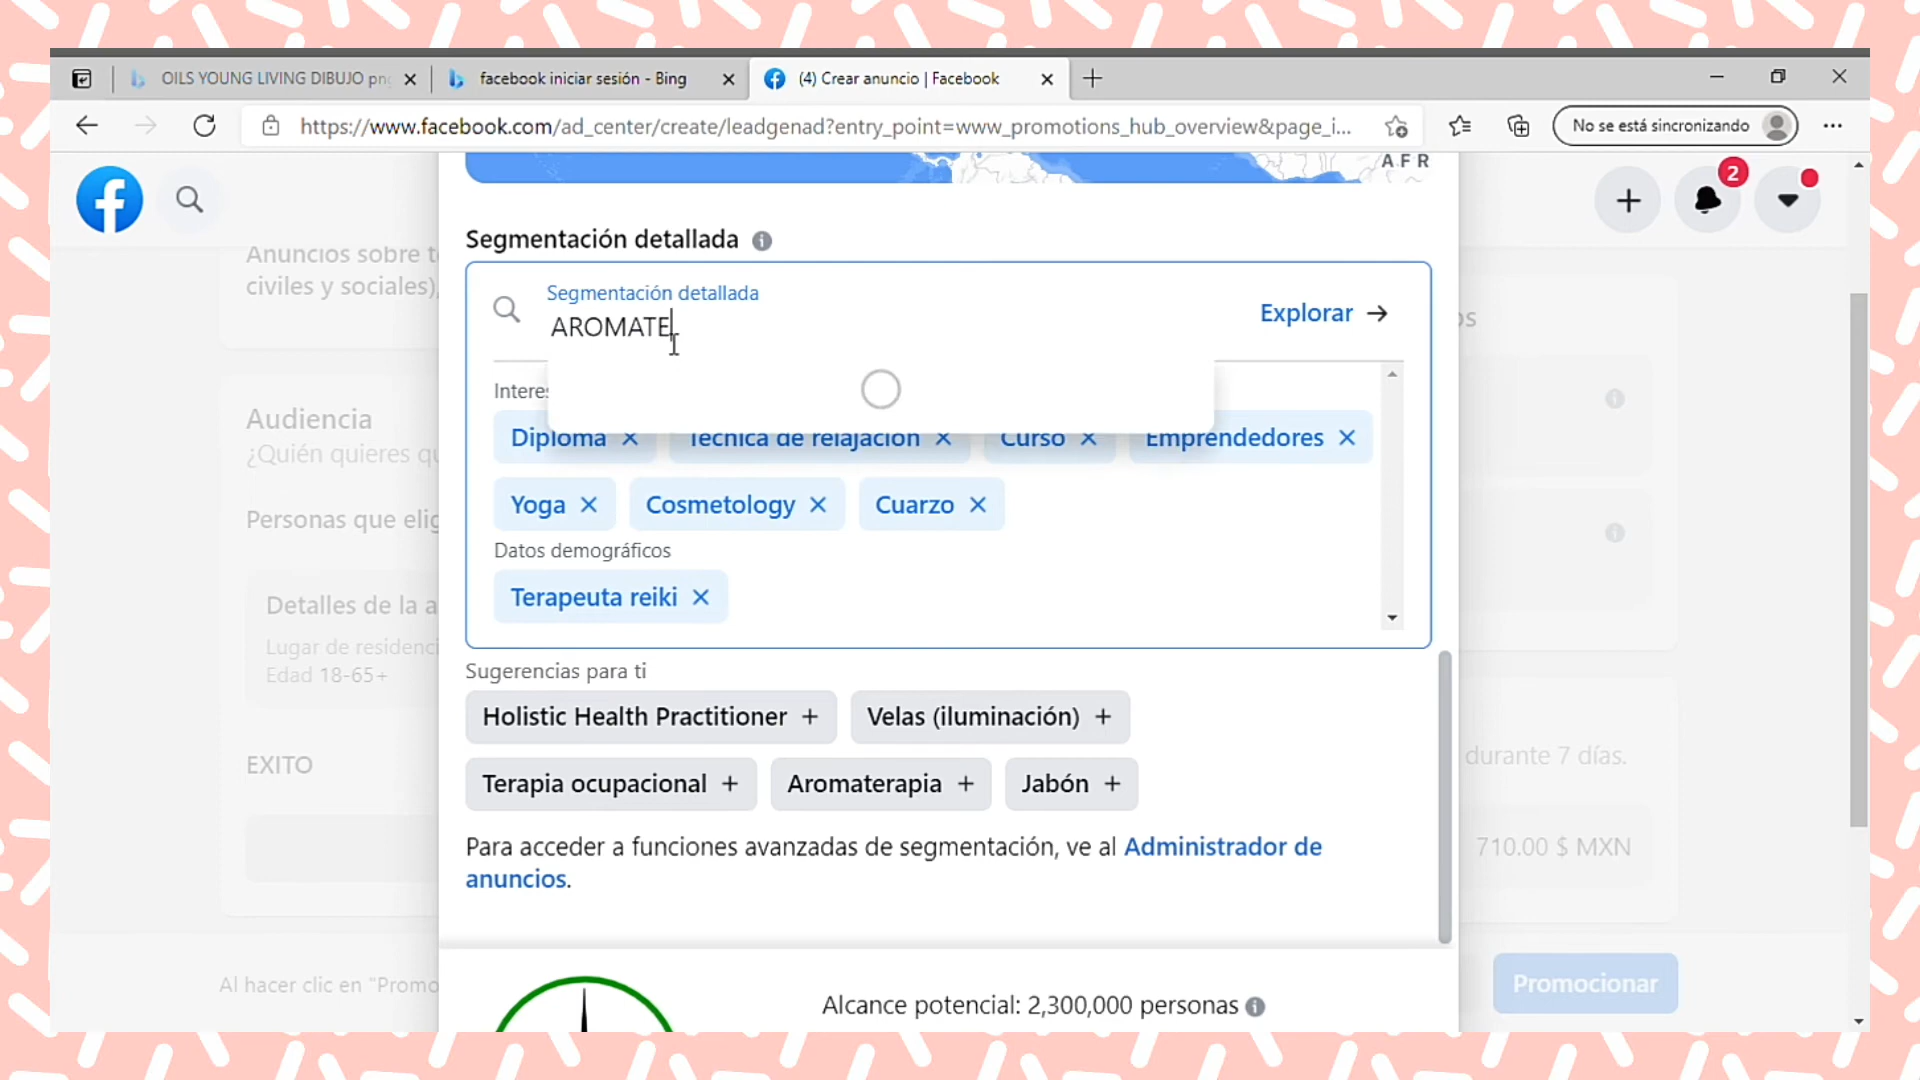 OILS YOUNG LIVING DIBUJO png
facebook iniciar sesión - Bing
(4) Crear anuncio | Facebook
https://www.facebook.com/ad_center/create/leadgenad?entry_point=www_promotions_hub_overview&page_i...
No se está sincronizando
AFR
2
Segmentación detallada
Anuncios sobre t
civiles y sociales),
Segmentación detallada
AROMATE
Explorar
Interes
Diploma
Técnica de relajación
Curso
Emprendedores
Yoga
Cosmetology
Cuarzo
Datos demográficos
Terapeuta reiki
Audiencia
¿Quién quieres qu
Personas que elig
Detalles de la a
Lugar de residenci
Edad 18-65+
EXITO
Sugerencias para ti
Holistic Health Practitioner
Velas (iluminación)
Terapia ocupacional
Aromaterapia
Jabón
Para acceder a funciones avanzadas de segmentación, ve al Administrador de
anuncios.
os
durante 7 días.
710.00 $ MXN
Al hacer clic en "Promo
Alcance potencial: 2,300,000 personas
Promocionar